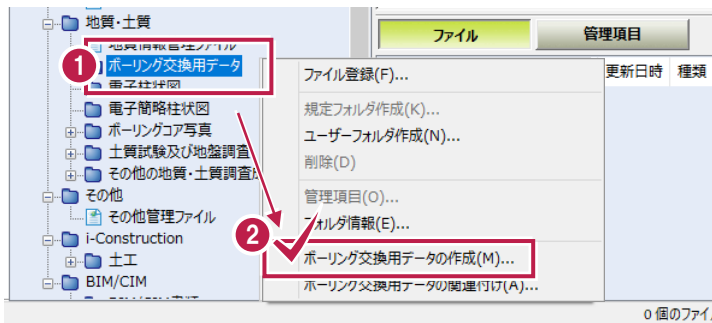 地質・土質
ファイル
管理項目
地質情報管理ファイル
1
ボーリング交換用データ
電子柱状図
ファイル登録(F)...
更新日時 種類
電子簡略柱状図
規定フォルダ作成(K)...
ボーリングコア写真
ユーザーフォルダ作成(N)...
土質試験及び地盤調査
削除(D)
その他の地質・土質調査
その他
管理項目(O)...
その他管理ファイル
フォルダ情報(E)...
2
i-Construction
土工
ボーリング交換用データの作成(M)...
BIM/CIM
ボーリング交換用データの関連付け(A)...
0 個のファイ